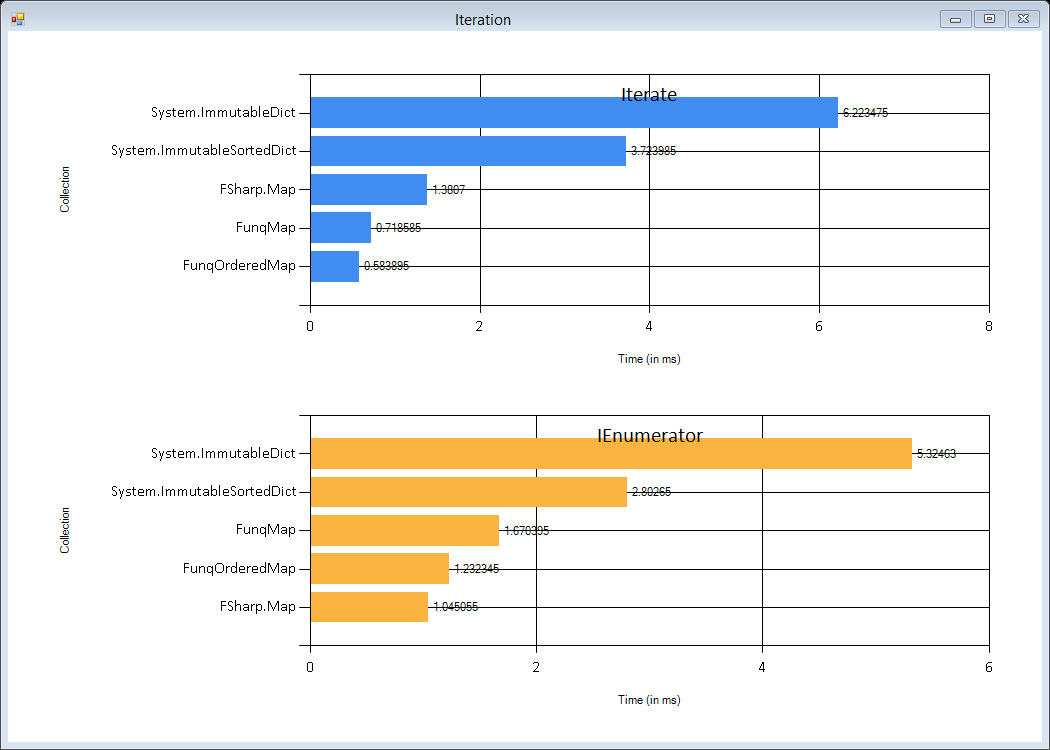 Iteration
Iterate
System.ImmutableDict
6.223475
System.ImmutableSortedDict
3.723985
FSharp.Map
1.3807
FunqMap
0.718585
FunqOrderedMap
0.583895
Collection
0 2 4 6 8
Time (in ms)
IEnumerator
System.ImmutableDict
5.32463
System.ImmutableSortedDict
2.80265
FunqMap
1.670395
FunqOrderedMap
1.232345
FSharp.Map
1.045055
Collection
0 2 4 6
Time (in ms)